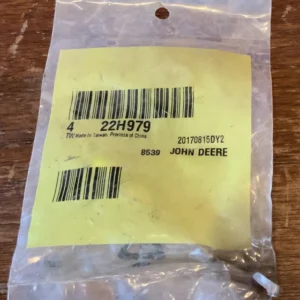 4 22H979
TW Made in Taiwan, Province of China
20170815DY2
8539 JOHN DEERE